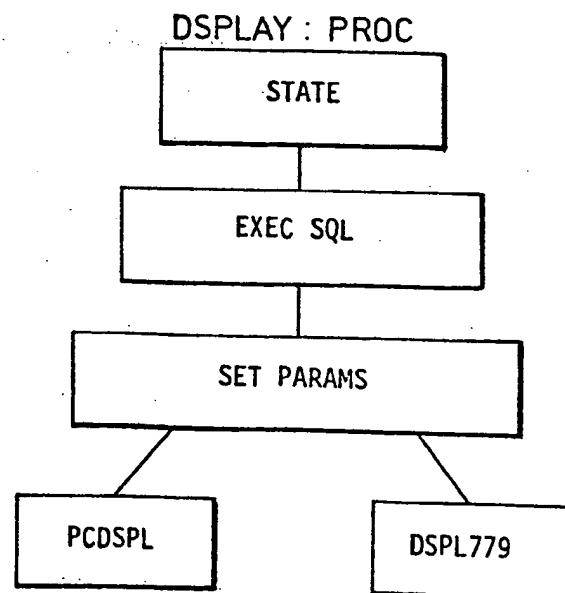 DSPLAY : PROC
STATE
EXEC SQL
SET PARAMS
PCDSPL
DSPL779